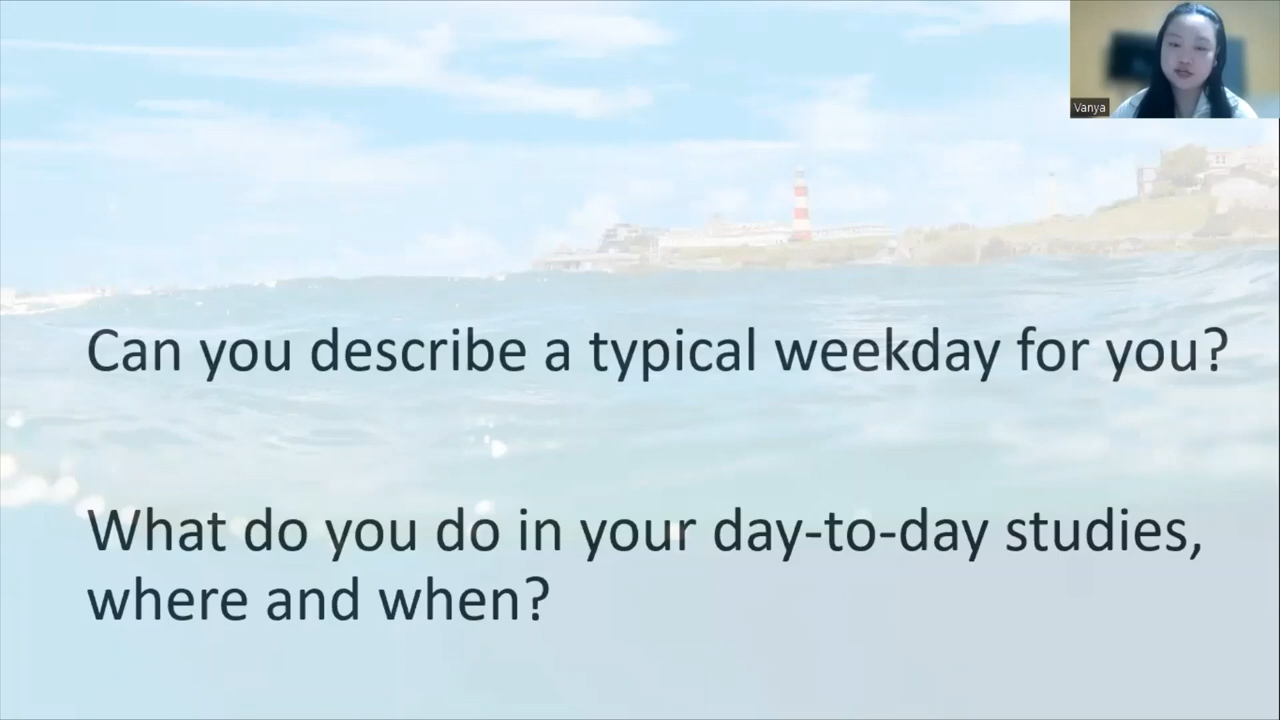 Vanya
Can you describe a typical weekday for you?
What do you do in your day-to-day studies,
where and when?